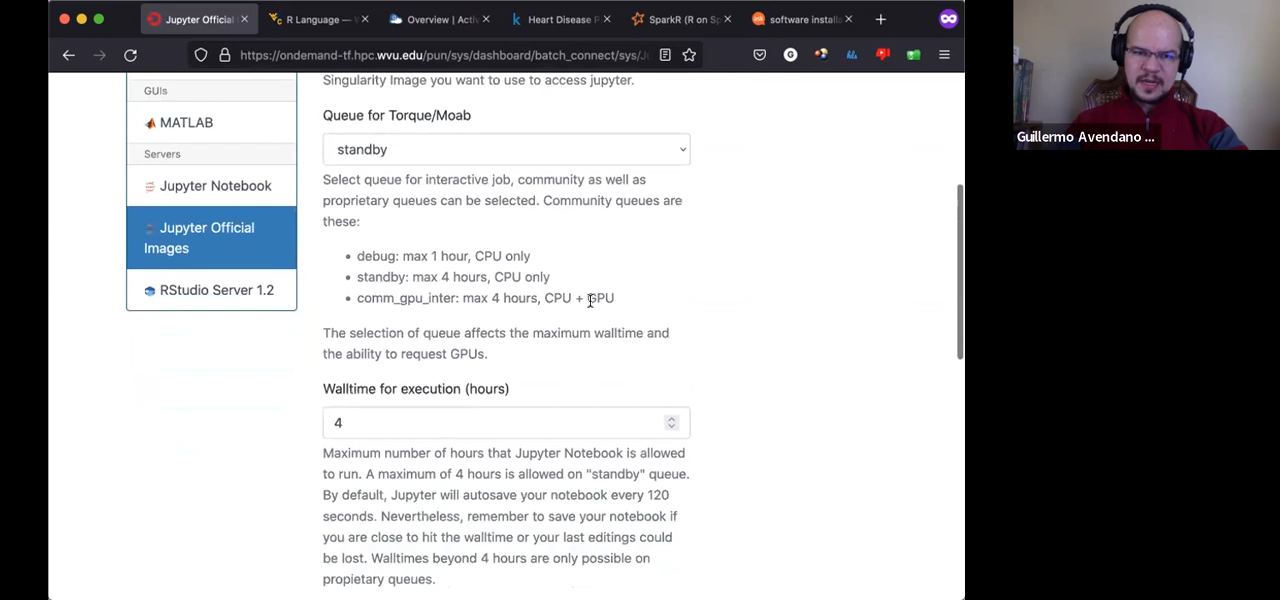 Jupyter Official
R Language —
Overview | Activ
Heart Disease P
SparkR (R on Sp
software install
https://ondemand-tf.hpc.wvu.edu/pun/sys/dashboard/batch_connect/sys/J
GUIs
MATLAB
Servers
Jupyter Notebook
Jupyter Official
Images
RStudio Server 1.2
Singularity Image you want to use to access jupyter.
Queue for Torque/Moab
standby
Select queue for interactive job, community as well as
proprietary queues can be selected. Community queues are
these:
• debug: max 1 hour, CPU only
• standby: max 4 hours, CPU only
• comm_gpu_inter: max 4 hours, CPU + GPU
The selection of queue affects the maximum walltime and
the ability to request GPUs.
Walltime for execution (hours)
4
Maximum number of hours that Jupyter Notebook is allowed
to run. A maximum of 4 hours is allowed on "standby" queue.
By default, Jupyter will autosave your notebook every 120
seconds. Nevertheless, remember to save your notebook if
you are close to hit the walltime or your last editings could
be lost. Walltimes beyond 4 hours are only possible on
propietary queues.
Guillermo Avendano ...